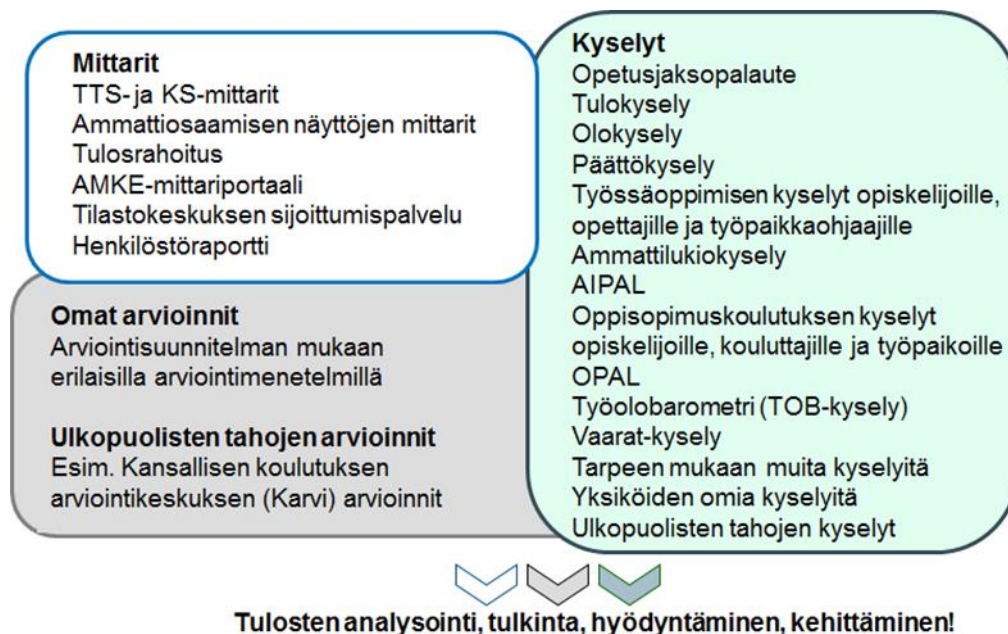 Mittarit
TTS- ja KS-mittarit
Ammattiosaamisen näyttöjen mittarit
Tulosrahoitus
AMKE-mittariportaali
Tilastokeskuksen sijoittumispalvelu
Henkilöstöraportti
Omat arvioinnit
Arviointisuunnitelman mukaan
erilaisilla arviointimenetelmillä
Ulkopuolisten tahojen arvioinnit
Esim. Kansallisen koulutuksen
arviointikeskuksen (Karvi) arvioinnit
Kyselyt
Opetusjaksopalaute
Tulokysely
Olokysely
Päättökysely
Työssäoppimisen kyselyt opiskelijoille,
opettajille ja työpaikkaohjaajille
Ammattilukiokysely
AIPAL
Oppisopimuskoulutuksen kyselyt
opiskelijoille, kouluttajille ja työpaikoille
OPAL
Työolobarometri (TOB-kysely)
Vaarat-kysely
Tarpeen mukaan muita kyselyitä
Yksiköiden omia kyselyitä
Ulkopuolisten tahojen kyselyt
Tulosten analysointi, tulkinta, hyödyntäminen, kehittäminen!